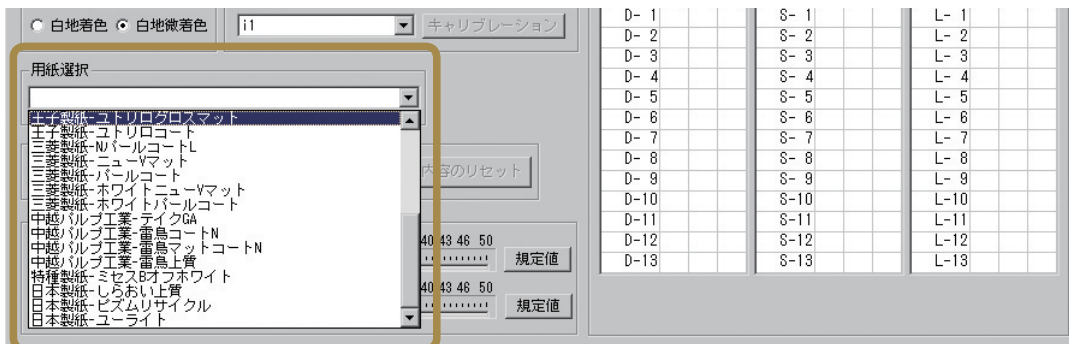 白地着色 白地微着色 i1 キャリブレーション
用紙選択
王子製紙-ユトリログロスマット
王子製紙-ユトリロコート
三菱製紙-NパールコートL
三菱製紙-ニューVマット
三菱製紙-パールコート
三菱製紙-ホワイトニューVマット
三菱製紙-ホワイトパールコート
中越パルプ工業-テイクGA
中越パルプ工業-雷鳥コートN
中越パルプ工業-雷鳥マットコートN
中越パルプ工業-雷鳥上質
特種製紙-ミセスBオフホワイト
日本製紙-しらおい上質
日本製紙-ピズムリサイクル
日本製紙-ユーライト
内容のリセット
40 43 46 50
規定値
40 43 46 50
規定値
D- 1 S- 1 L- 1
D- 2 S- 2 L- 2
D- 3 S- 3 L- 3
D- 4 S- 4 L- 4
D- 5 S- 5 L- 5
D- 6 S- 6 L- 6
D- 7 S- 7 L- 7
D- 8 S- 8 L- 8
D- 9 S- 9 L- 9
D-10 S-10 L-10
D-11 S-11 L-11
D-12 S-12 L-12
D-13 S-13 L-13